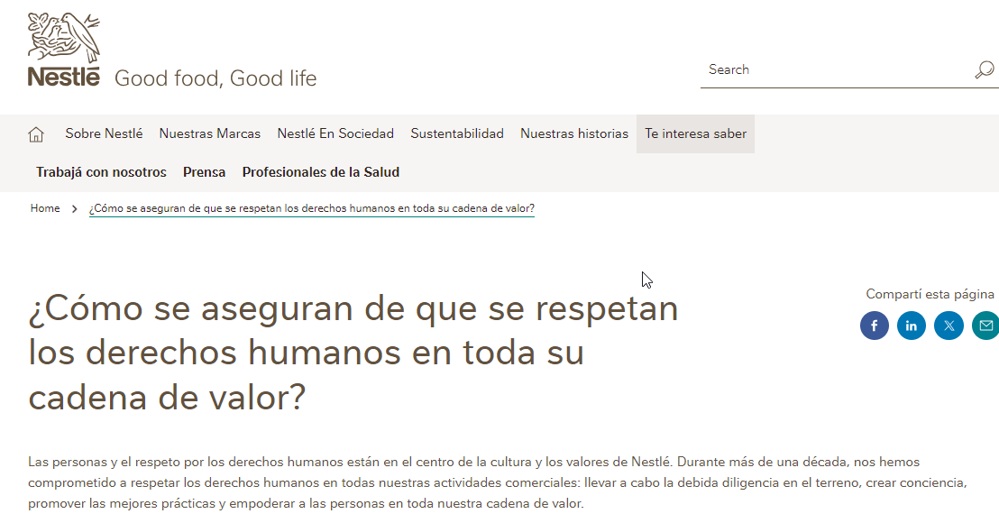 Nestlé Good food, Good life
Search
Sobre Nestlé Nuestras Marcas Nestlé En Sociedad Sustentabilidad Nuestras historias Te interesa saber
Trabajá con nosotros Prensa Profesionales de la Salud
Home > ¿Cómo se aseguran de que se respetan los derechos humanos en toda su cadena de valor?
¿Cómo se aseguran de que se respetan
los derechos humanos en toda su
cadena de valor?
Compartí esta página
f in X
Las personas y el respeto por los derechos humanos están en el centro de la cultura y los valores de Nestlé. Durante más de una década, nos hemos
comprometido a respetar los derechos humanos en todas nuestras actividades comerciales: llevar a cabo la debida diligencia en el terreno, crear conciencia,
promover las mejores prácticas y empoderar a las personas en toda nuestra cadena de valor.